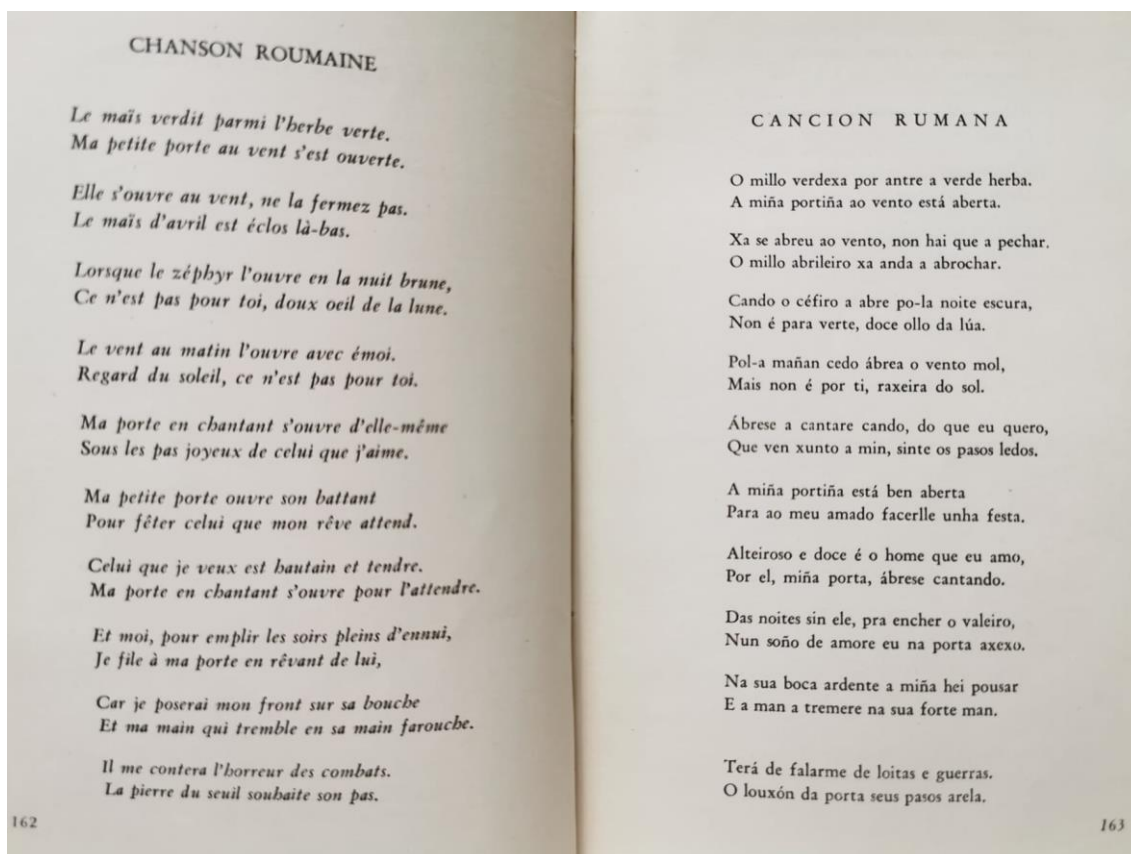 CHANSON ROUMAINE
Le maïs verdit parmi l'herbe verte.
Ma petite porte au vent s'est ouverte.
Elle s'ouvre au vent, ne la fermez pas.
Le maïs d'avril est éclos là-bas.
Lorsque le zéphyr l'ouvre en la nuit brune,
Ce n'est pas pour toi, doux oeil de la lune.
Le vent au matin l'ouvre avec émoi.
Regard du soleil, ce n'est pas pour toi.
Ma porte en chantant s'ouvre d'elle-même
Sous les pas joyeux de celui que j'aime.
Ma petite porte ouvre son battant
Pour fêter celui que mon rêve attend.
Celui que je veux est hautain et tendre.
Ma porte en chantant s'ouvre pour l'attendre.
Et moi, pour emplir les soirs pleins d'ennui,
Je file à ma porte en rêvant de lui,
Car je poserai mon front sur sa bouche
Et ma main qui tremble en sa main farouche.
Il me contera l'horreur des combats.
La pierre du seuil souhaite son pas.
162
CANCION RUMANA
O millo verdexa por antre a verde herba.
A miña portiña ao vento está aberta.
Xa se abreu ao vento, non hai que a pechar.
O millo abrileiro xa anda a abrochar.
Cando o céfiro a abre po-la noite escura,
Non é para verte, doce ollo da lúa.
Pol-a mañan cedo ábrea o vento mol,
Mais non é por ti, raxeira do sol.
Ábrese a cantare cando, do que eu quero,
Que ven xunto a min, sinte os pasos ledos.
A miña portiña está ben aberta
Para ao meu amado facerlle unha festa.
Alteiroso e doce é o home que eu amo,
Por el, miña porta, ábrese cantando.
Das noites sin ele, pra encher o valeiro,
Nun soño de amore eu na porta axexo.
Na sua boca ardente a miña hei pousar
E a man a tremere na sua forte man.
Terá de falarme de loitas e guerras.
O louxón da porta seus pasos arela.
163